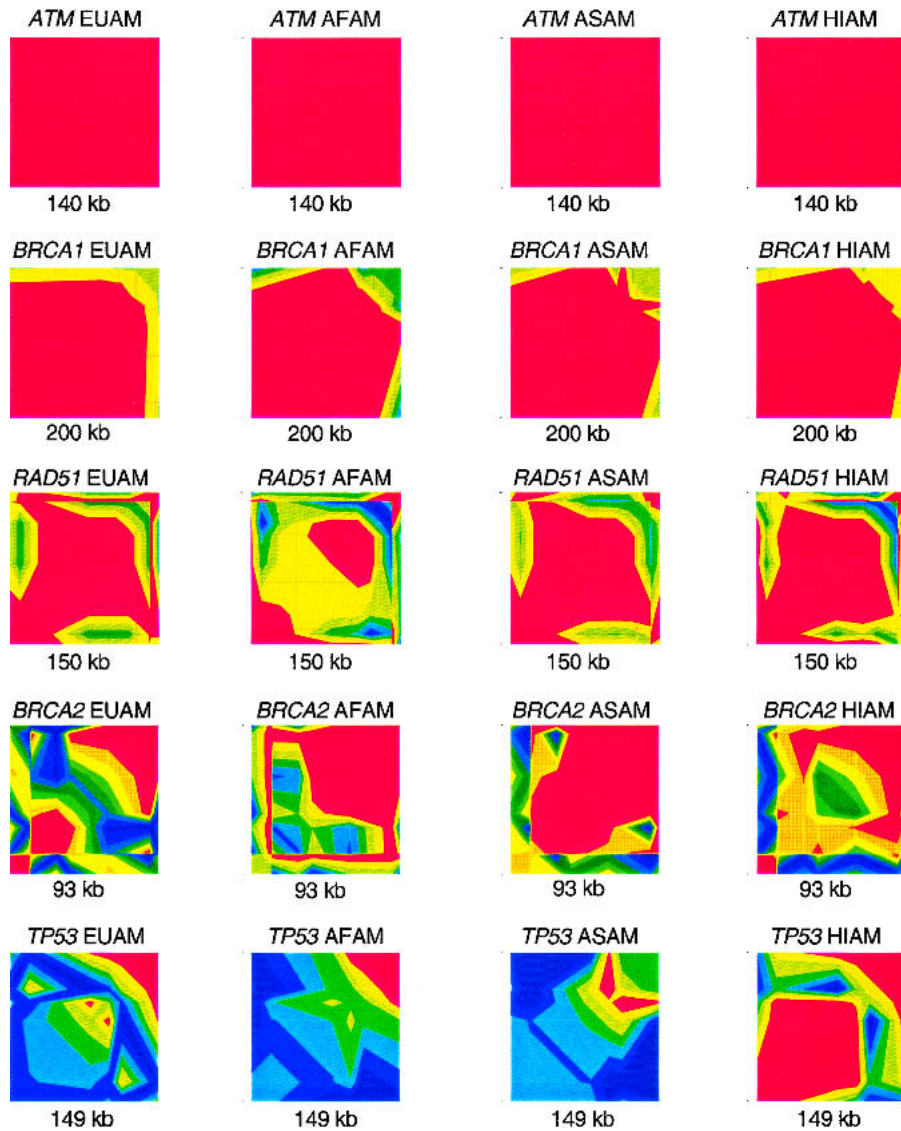 ATM EUAM ATM AFAM ATM ASAM ATM HIAM
140 kb 140 kb 140 kb 140 kb
BRCA1 EUAM BRCA1 AFAM BRCA1 ASAM BRCA1 HIAM
200 kb 200 kb 200 kb 200 kb
RAD51 EUAM RAD51 AFAM RAD51 ASAM RAD51 HIAM
150 kb 150 kb 150 kb 150 kb
BRCA2 EUAM BRCA2 AFAM BRCA2 ASAM BRCA2 HIAM
93 kb 93 kb 93 kb 93 kb
TP53 EUAM TP53 AFAM TP53 ASAM TP53 HIAM
149 kb 149 kb 149 kb 149 kb